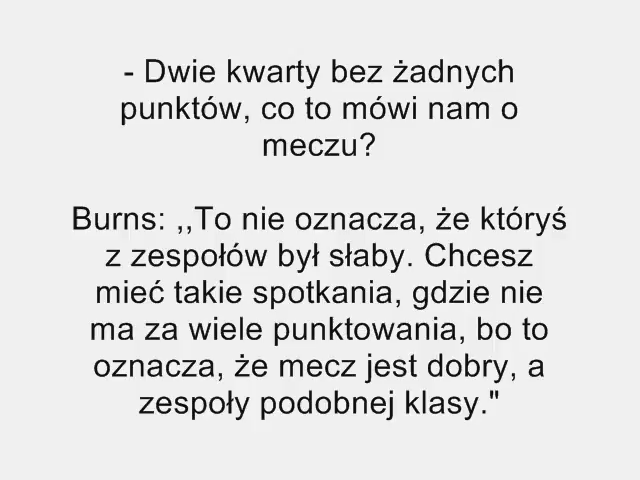 - Dwie kwarty bez żadnych
punktów, co to mówi nam o
meczu?
Burns: ,,To nie oznacza, że któryś
z zespołów był słaby. Chcesz
mieć takie spotkania, gdzie nie
ma za wiele punktowania, bo to
oznacza, że mecz jest dobry, a
zespoły podobnej klasy."